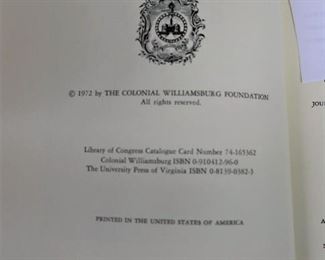 © 1972 by THE COLONIAL WILLIAMSBURG FOUNDATION
All rights reserved.
Library of Congress Catalogue Card Number 74-165362
Colonial Williamsburg ISBN 0-910412-96-0
The University Press of Virginia ISBN 0-8139-0382-3
PRINTED IN THE UNITED STATES OF AMERICA
JOU